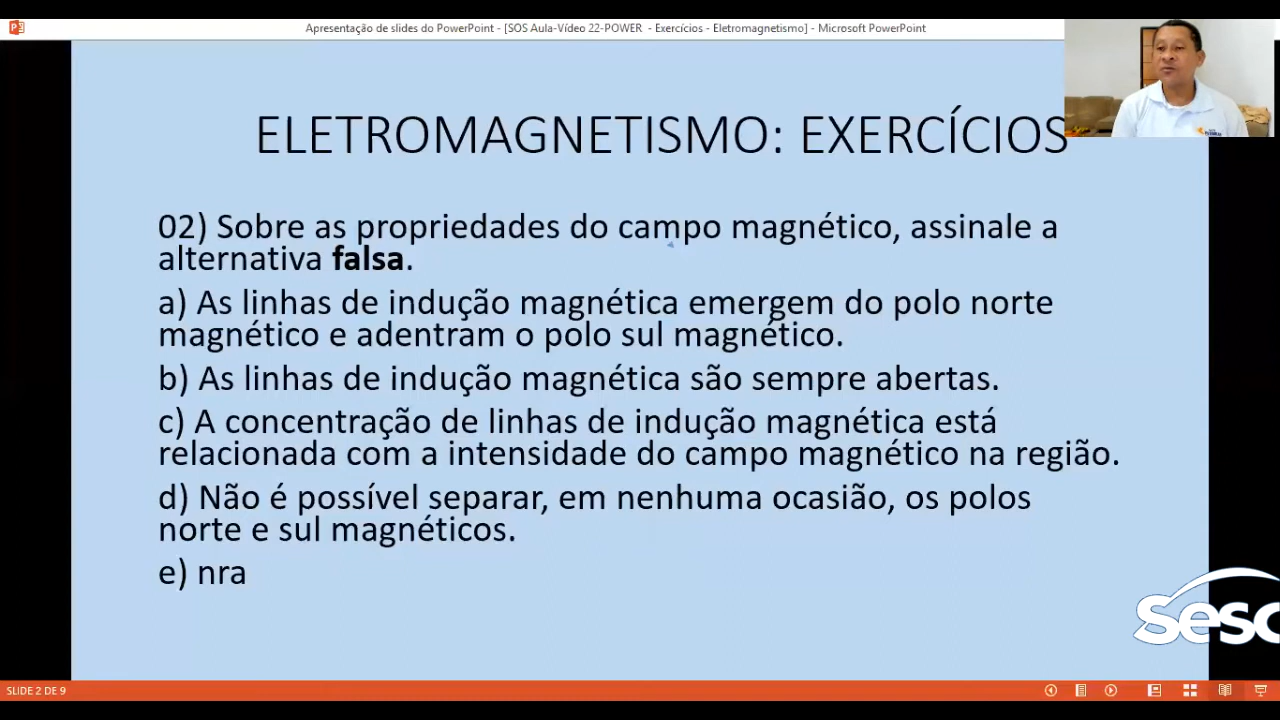 Apresentação de slides do PowerPoint - [SOS Aula-Vídeo 22-POWER - Exercícios - Eletromagnetismo] - Microsoft PowerPoint
ELETROMAGNETISMO: EXERCÍCIOS
02) Sobre as propriedades do campo magnético, assinale a
alternativa falsa.
a) As linhas de indução magnética emergem do polo norte
magnético e adentram o polo sul magnético.
b) As linhas de indução magnética são sempre abertas.
c) A concentração de linhas de indução magnética está
relacionada com a intensidade do campo magnético na região.
d) Não é possível separar, em nenhuma ocasião, os polos
norte e sul magnéticos.
e) nra
Sesc
SLIDE 2 DE 9